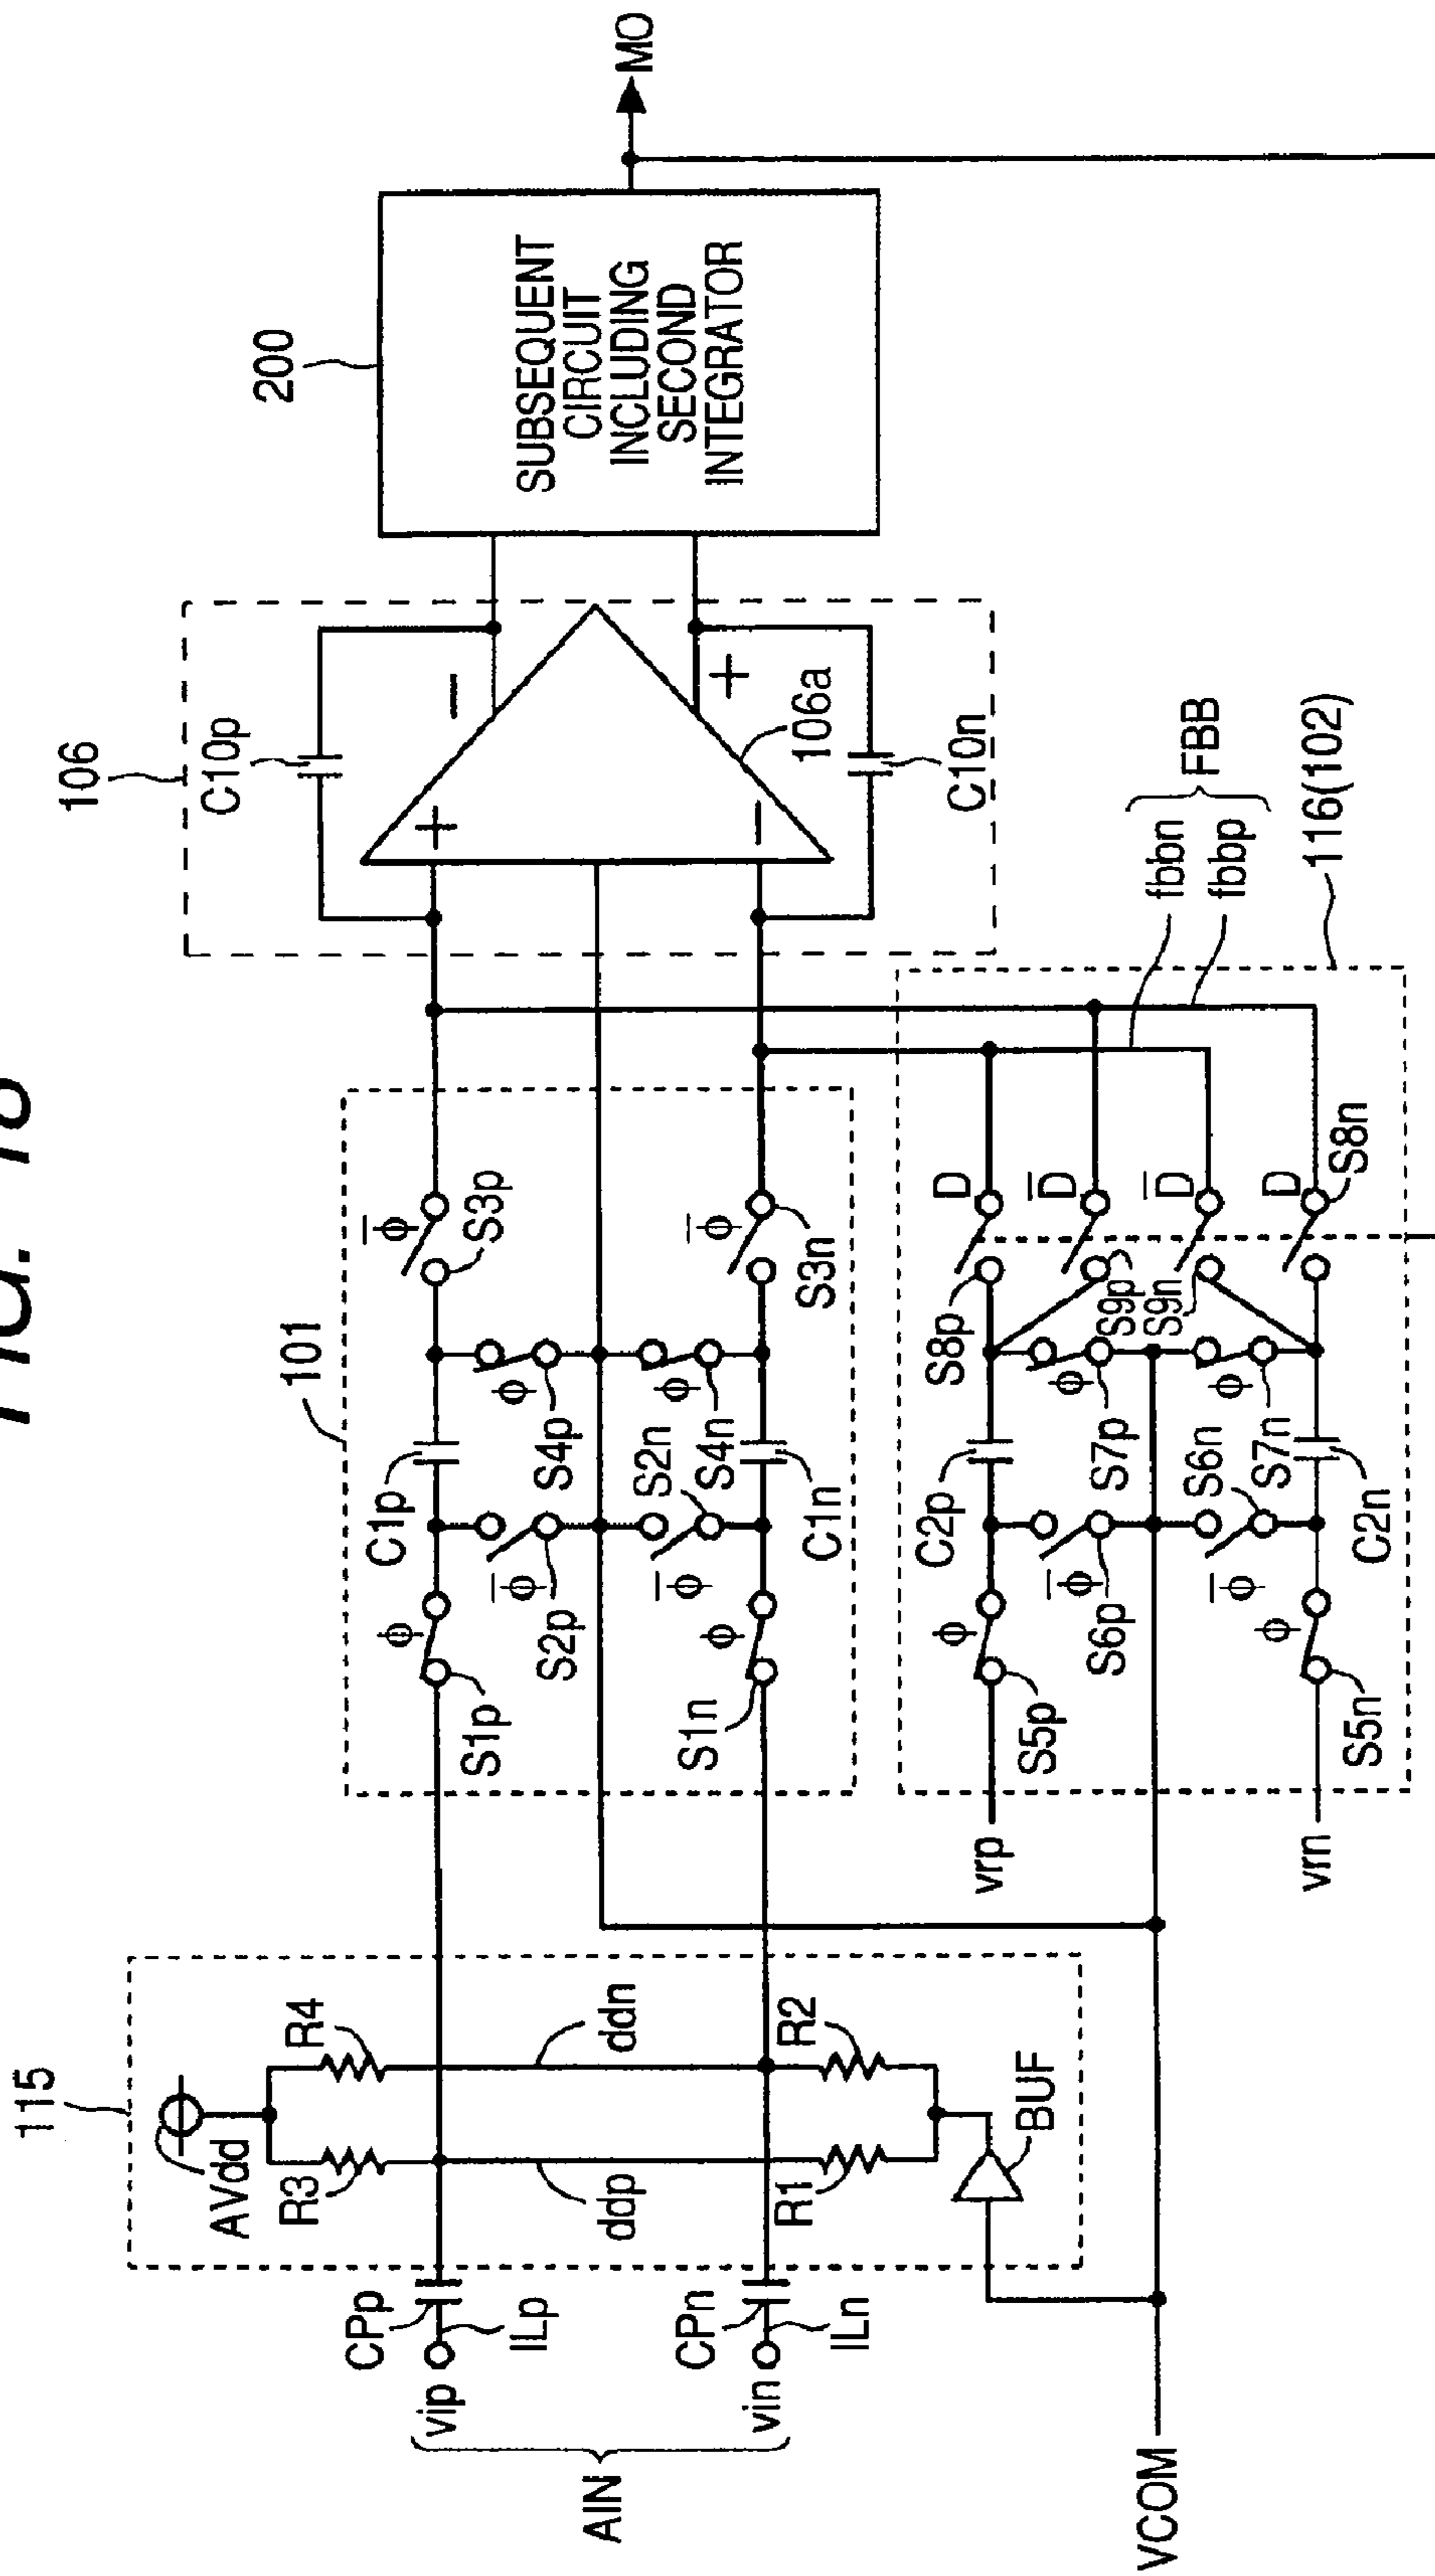 FIG. 18
115
AVdd
R3
R4
ddp
ddn
R1
R2
BUF
CPp
ILp
CPn
ILn
vip
vin
AIN
VCOM
101
S1p
ϕ
C1p
S2p
ϕ̅
S4p
ϕ
S3p
ϕ̅
S1n
ϕ
S2n
ϕ̅
S4n
ϕ
C1n
S3n
ϕ̅
106
C10p
+
−
−
+
106a
C10n
200
SUBSEQUENT
CIRCUIT
INCLUDING
SECOND
INTEGRATOR
MO
vrp
vrn
S5p
ϕ
C2p
S6p
ϕ̅
S7p
ϕ
S8p
D
S9p
D̅
S9n
D̅
S8n
D
S5n
ϕ
S6n
ϕ̅
S7n
ϕ
C2n
fbbn
fbbp
FBB
116(102)